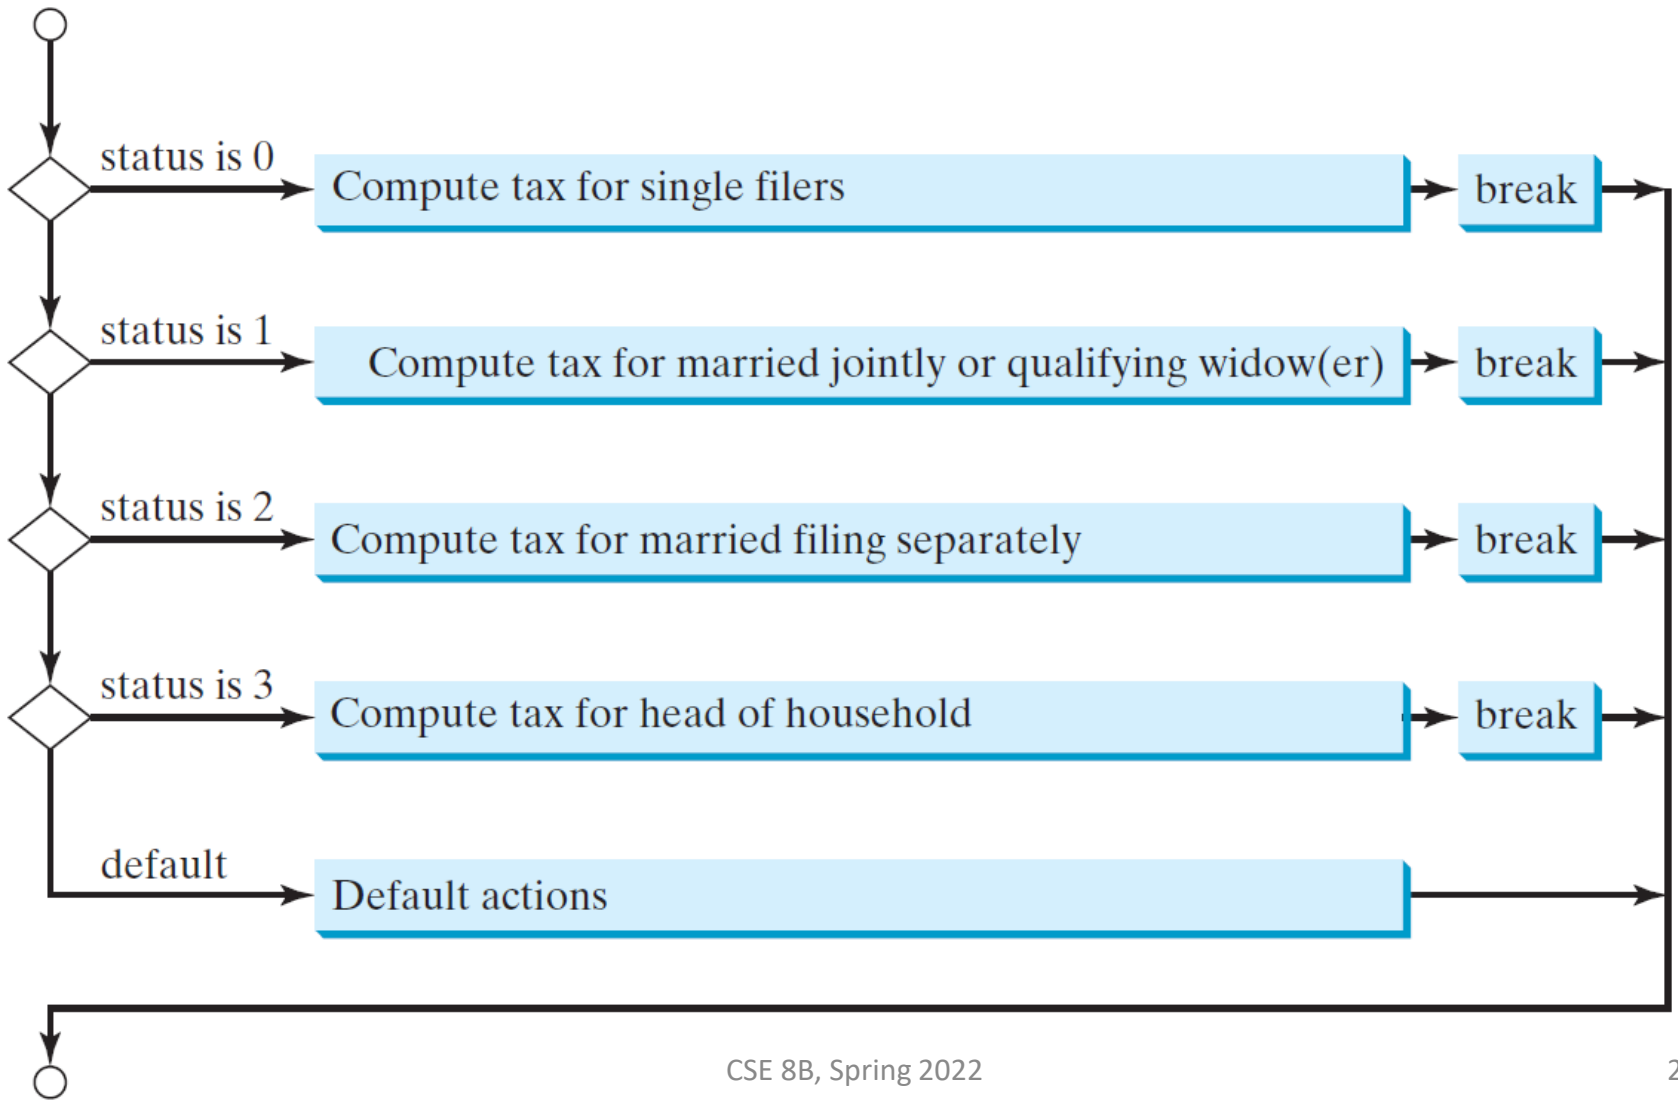 status is 0
Compute tax for single filers
break
status is 1
Compute tax for married jointly or qualifying widow(er)
break
status is 2
Compute tax for married filing separately
break
status is 3
Compute tax for head of household
break
default
Default actions
CSE 8B, Spring 2022